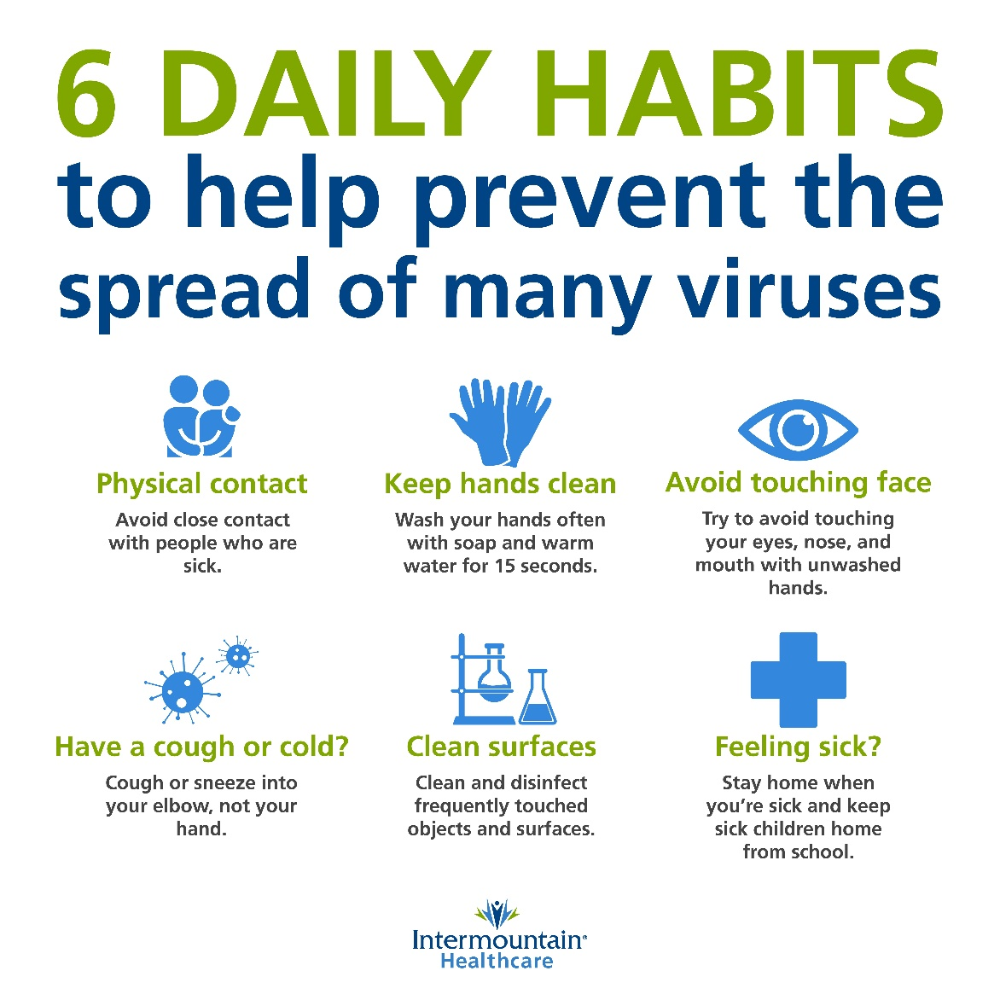 6 DAILY HABITS
to help prevent the
spread of many viruses
Physical contact
Avoid close contact
with people who are
sick.
Keep hands clean
Wash your hands often
with soap and warm
water for 15 seconds.
Avoid touching face
Try to avoid touching
your eyes, nose, and
mouth with unwashed
hands.
Have a cough or cold?
Cough or sneeze into
your elbow, not your
hand.
Clean surfaces
Clean and disinfect
frequently touched
objects and surfaces.
Feeling sick?
Stay home when
you’re sick and keep
sick children home
from school.
Intermountain®
Healthcare